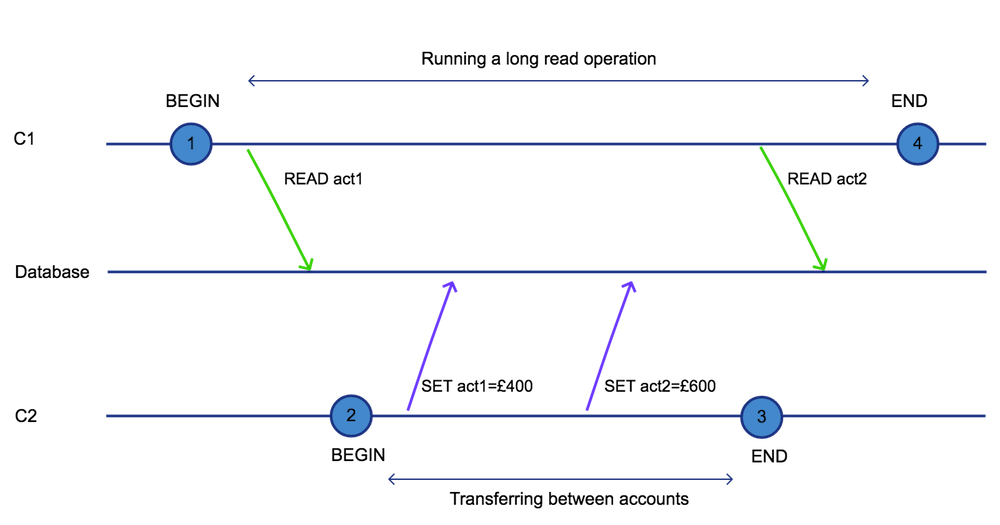 Running a long read operation
BEGIN
END
C1
1
4
READ act1
READ act2
Database
SET act1=£400
SET act2=£600
C2
2
3
BEGIN
END
Transferring between accounts